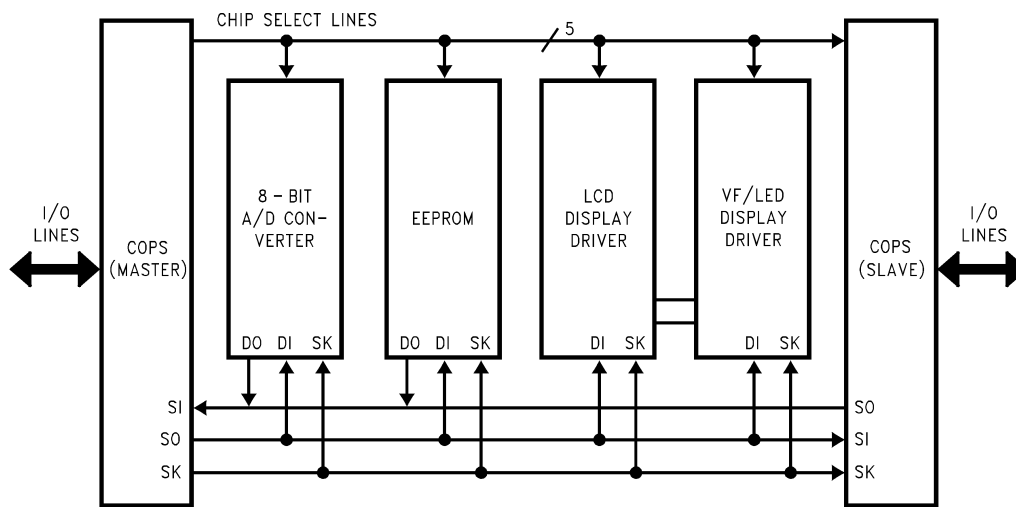 CHIP SELECT LINES
5
I/O
LINES
COPS
(MASTER)
8 - BIT
A/D CON-
VERTER
EEPROM
LCD
DISPLAY
DRIVER
VF/LED
DISPLAY
DRIVER
COPS
(SLAVE)
I/O
LINES
DO DI SK
DO DI SK
DI SK
DI SK
SI
SO
SO
SI
SK
SK